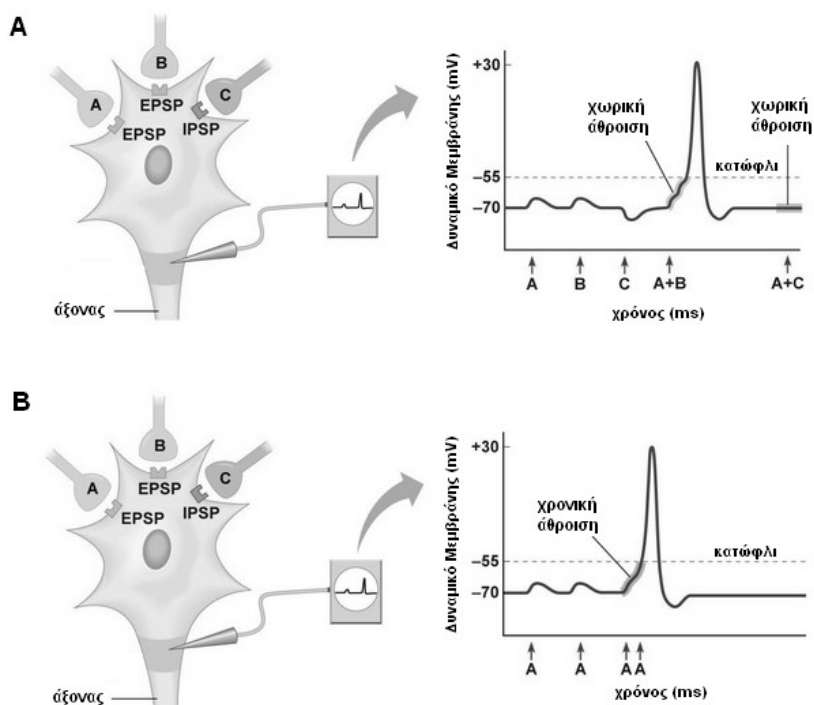 A
B
A
C
EPSP
EPSP
IPSP
άξονας
Δυναμικό Μεμβράνης (mV)
+30
–55
–70
χωρική
άθροιση
χωρική
άθροιση
κατώφλι
A
B
C
A+B
A+C
χρόνος (ms)
B
B
A
C
EPSP
EPSP
IPSP
άξονας
Δυναμικό Μεμβράνης (mV)
+30
–55
–70
χρονική
άθροιση
κατώφλι
A
A
A A
χρόνος (ms)